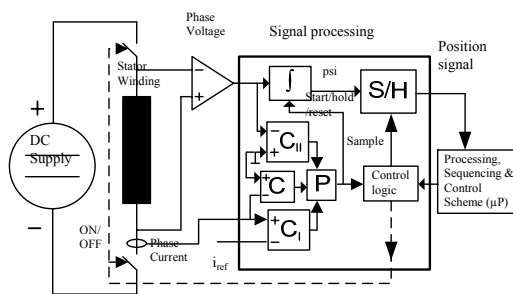 Phase
Voltage
Signal processing
Position
signal
Stator
Winding
psi
Start/hold
/reset
S/H
Sample
+
DC
Supply
−
−
+
∫
−
+
C II
+
−
C
P
Control
logic
Processing,
Sequencing &
Control
Scheme (µP)
+
−
C I
ON/
OFF
Phase
Current
i ref